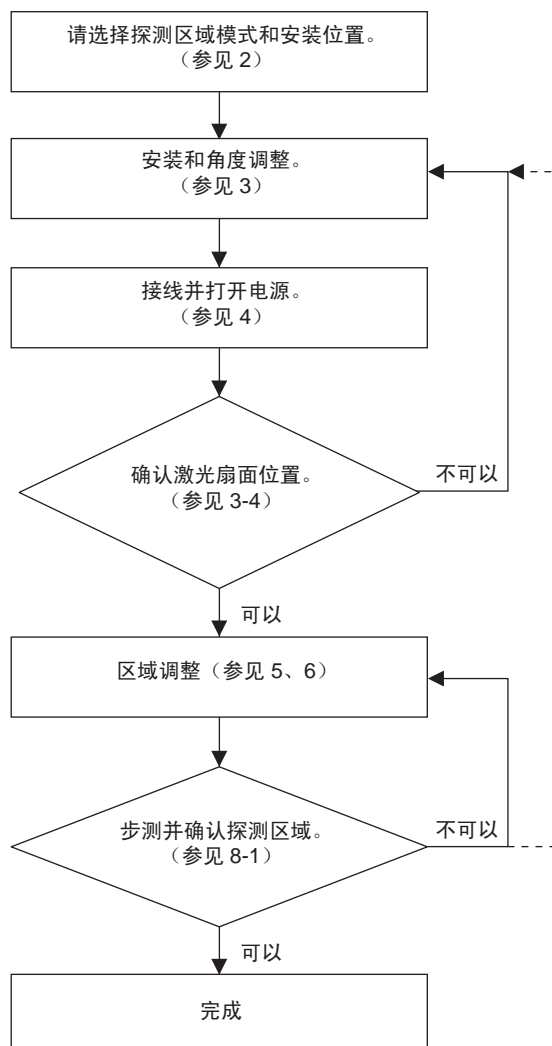 请选择探测区域模式和安装位置。
（参见 2）
安装和角度调整。
（参见 3）
接线并打开电源。
（参见 4）
确认激光扇面位置。
（参见 3-4）
不可以
可以
区域调整（参见 5、6）
步测并确认探测区域。
（参见 8-1）
不可以
可以
完成